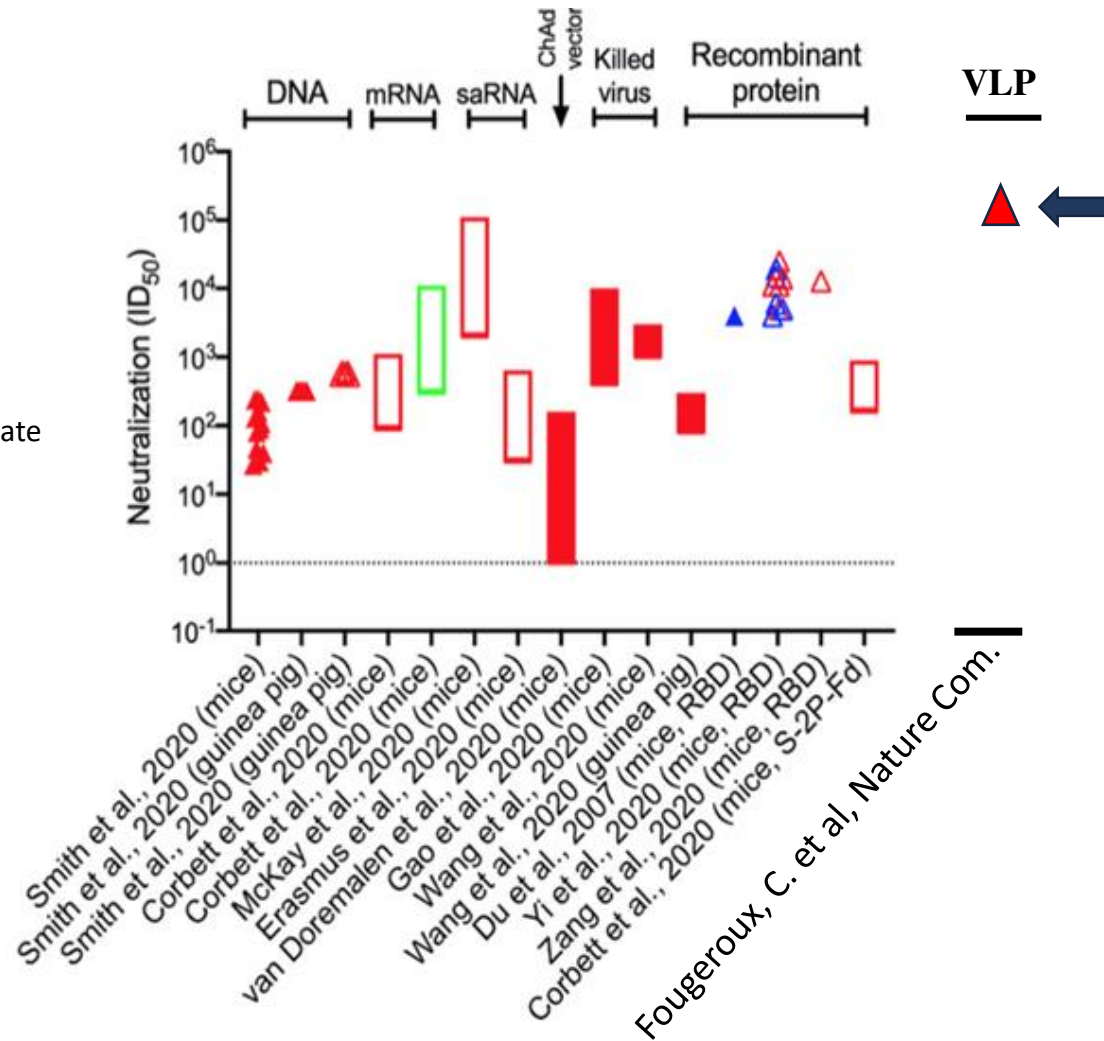 DNA
mRNA
saRNA
ChAd
vector
Killed
virus
Recombinant
protein
VLP
Neutralization (ID50)
10⁶
10⁵
10⁴
10³
10²
10¹
10⁰
10⁻¹
ate
Smith et al., 2020 (mice)
Smith et al., 2020 (guinea pig)
Smith et al., 2020 (guinea pig)
Corbett et al., 2020 (mice)
Corbett et al., 2020 (mice)
McKay et al., 2020 (mice)
Erasmus et al., 2020 (mice)
van Doremalen et al., 2020 (mice)
Gao et al., 2020 (mice)
Wang et al., 2020 (mice)
Wang et al., 2020 (guinea pig)
Du et al., 2007 (mice, RBD)
Yi et al., 2020 (mice, RBD)
Zang et al., 2020 (mice, RBD)
Corbett et al., 2020 (mice, S-2P-Fd)
Fougeroux, C. et al, Nature Com.